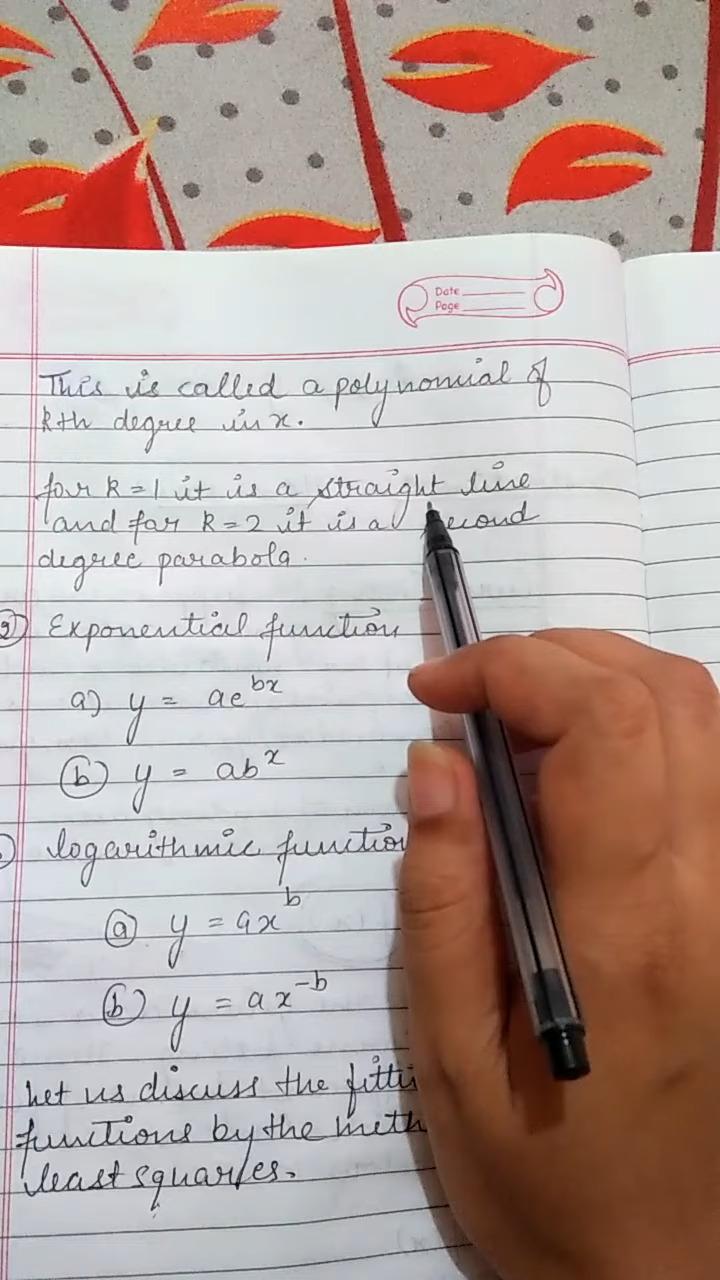 Date
Page
This is called a polynomial of
kth degree in x.
for k = 1 it is a straight line
and for k = 2 it is a second
degree parabola.
2) Exponential function
a) y = ae^{bx}
(b) y = ab^x
logarithmic function
(a) y = ax^b
(b) y = ax^{-b}
Let us discuss the
functions by the
least squares.